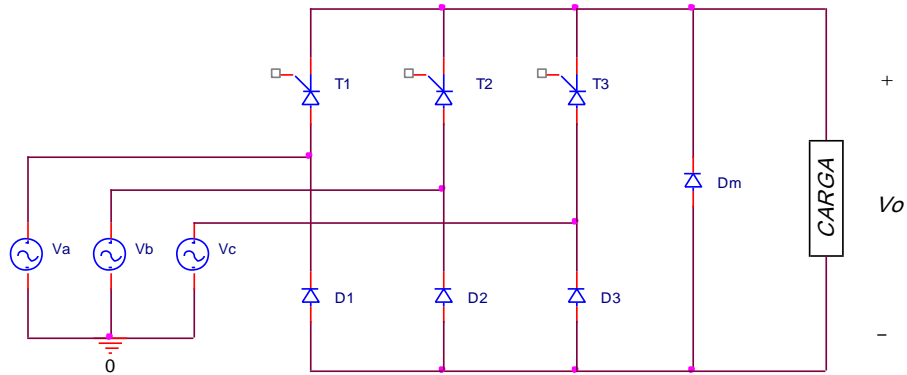 T1
T2
T3
+
Dm
CARGA
Vo
Va
Vb
Vc
D1
D2
D3
−
0